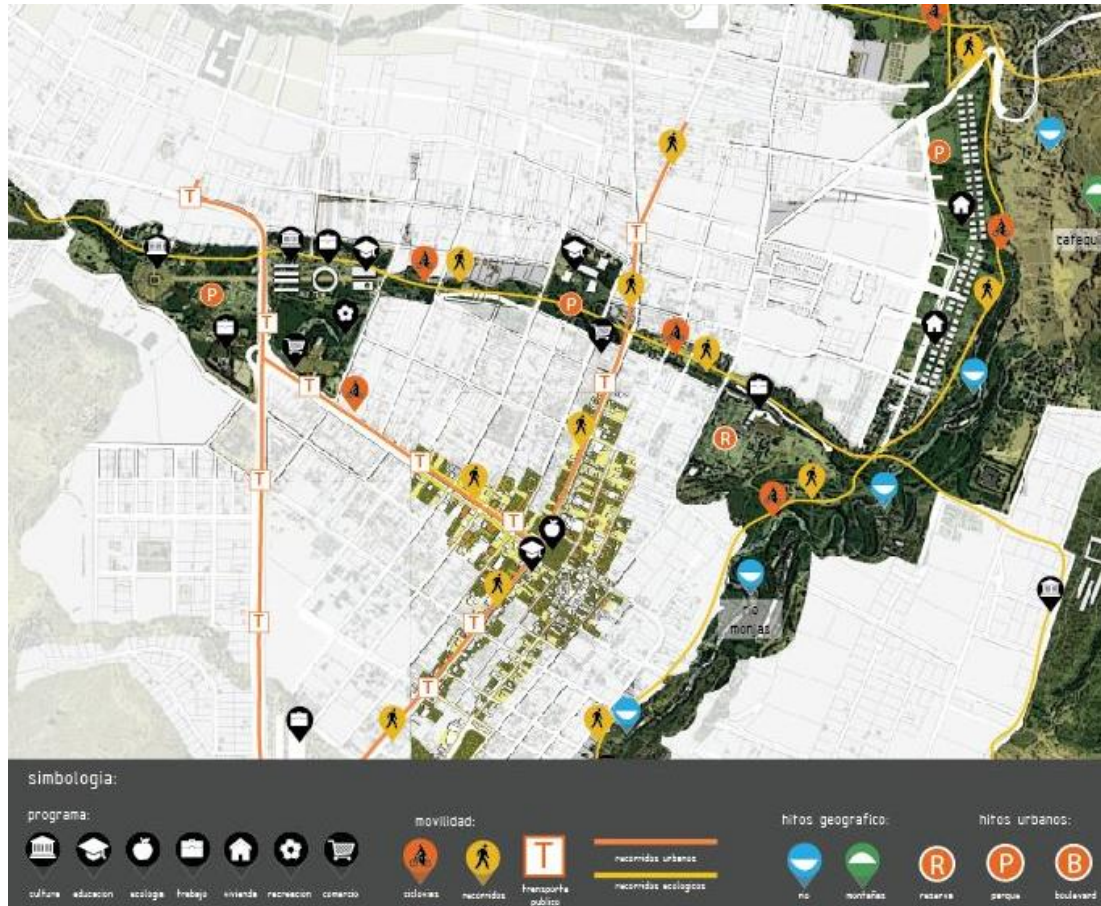 P
T
T
cafequi
P
P
T
T
T
R
T
T
T
rio
monjas
T
T
T
simbologia:
programa:
cultura educacion ecologia trabajo vivienda recreacion comercio
movilidad:
ciclovias recorridos
T
transporte
publico
recorridos urbanos
recorridos ecologicos
hitos geografico:
rio montañas
hitos urbanos:
R P B
reserva parque boulevard